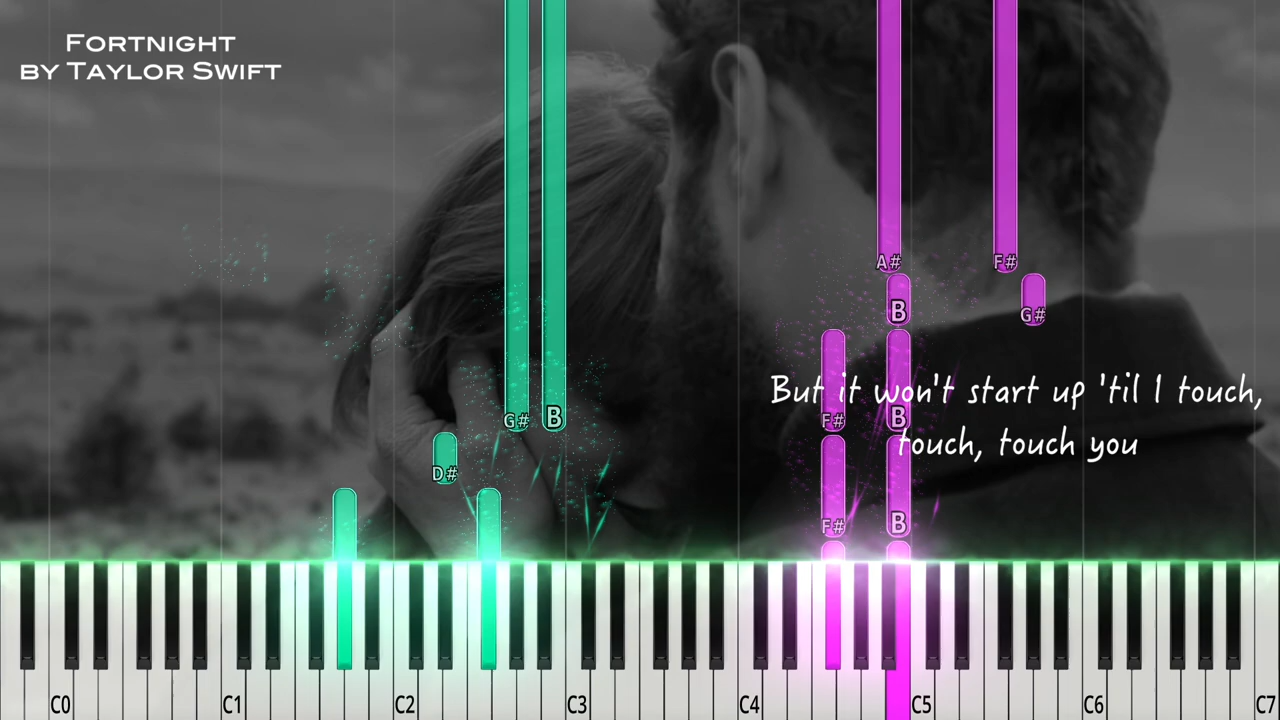 FORTNIGHT
BY TAYLOR SWIFT
A# F#
B G#
But it won't start up 'til I touch,
G# B F# B
touch, touch you
D#
F# B
C0 C1 C2 C3 C4 C5 C6 C7